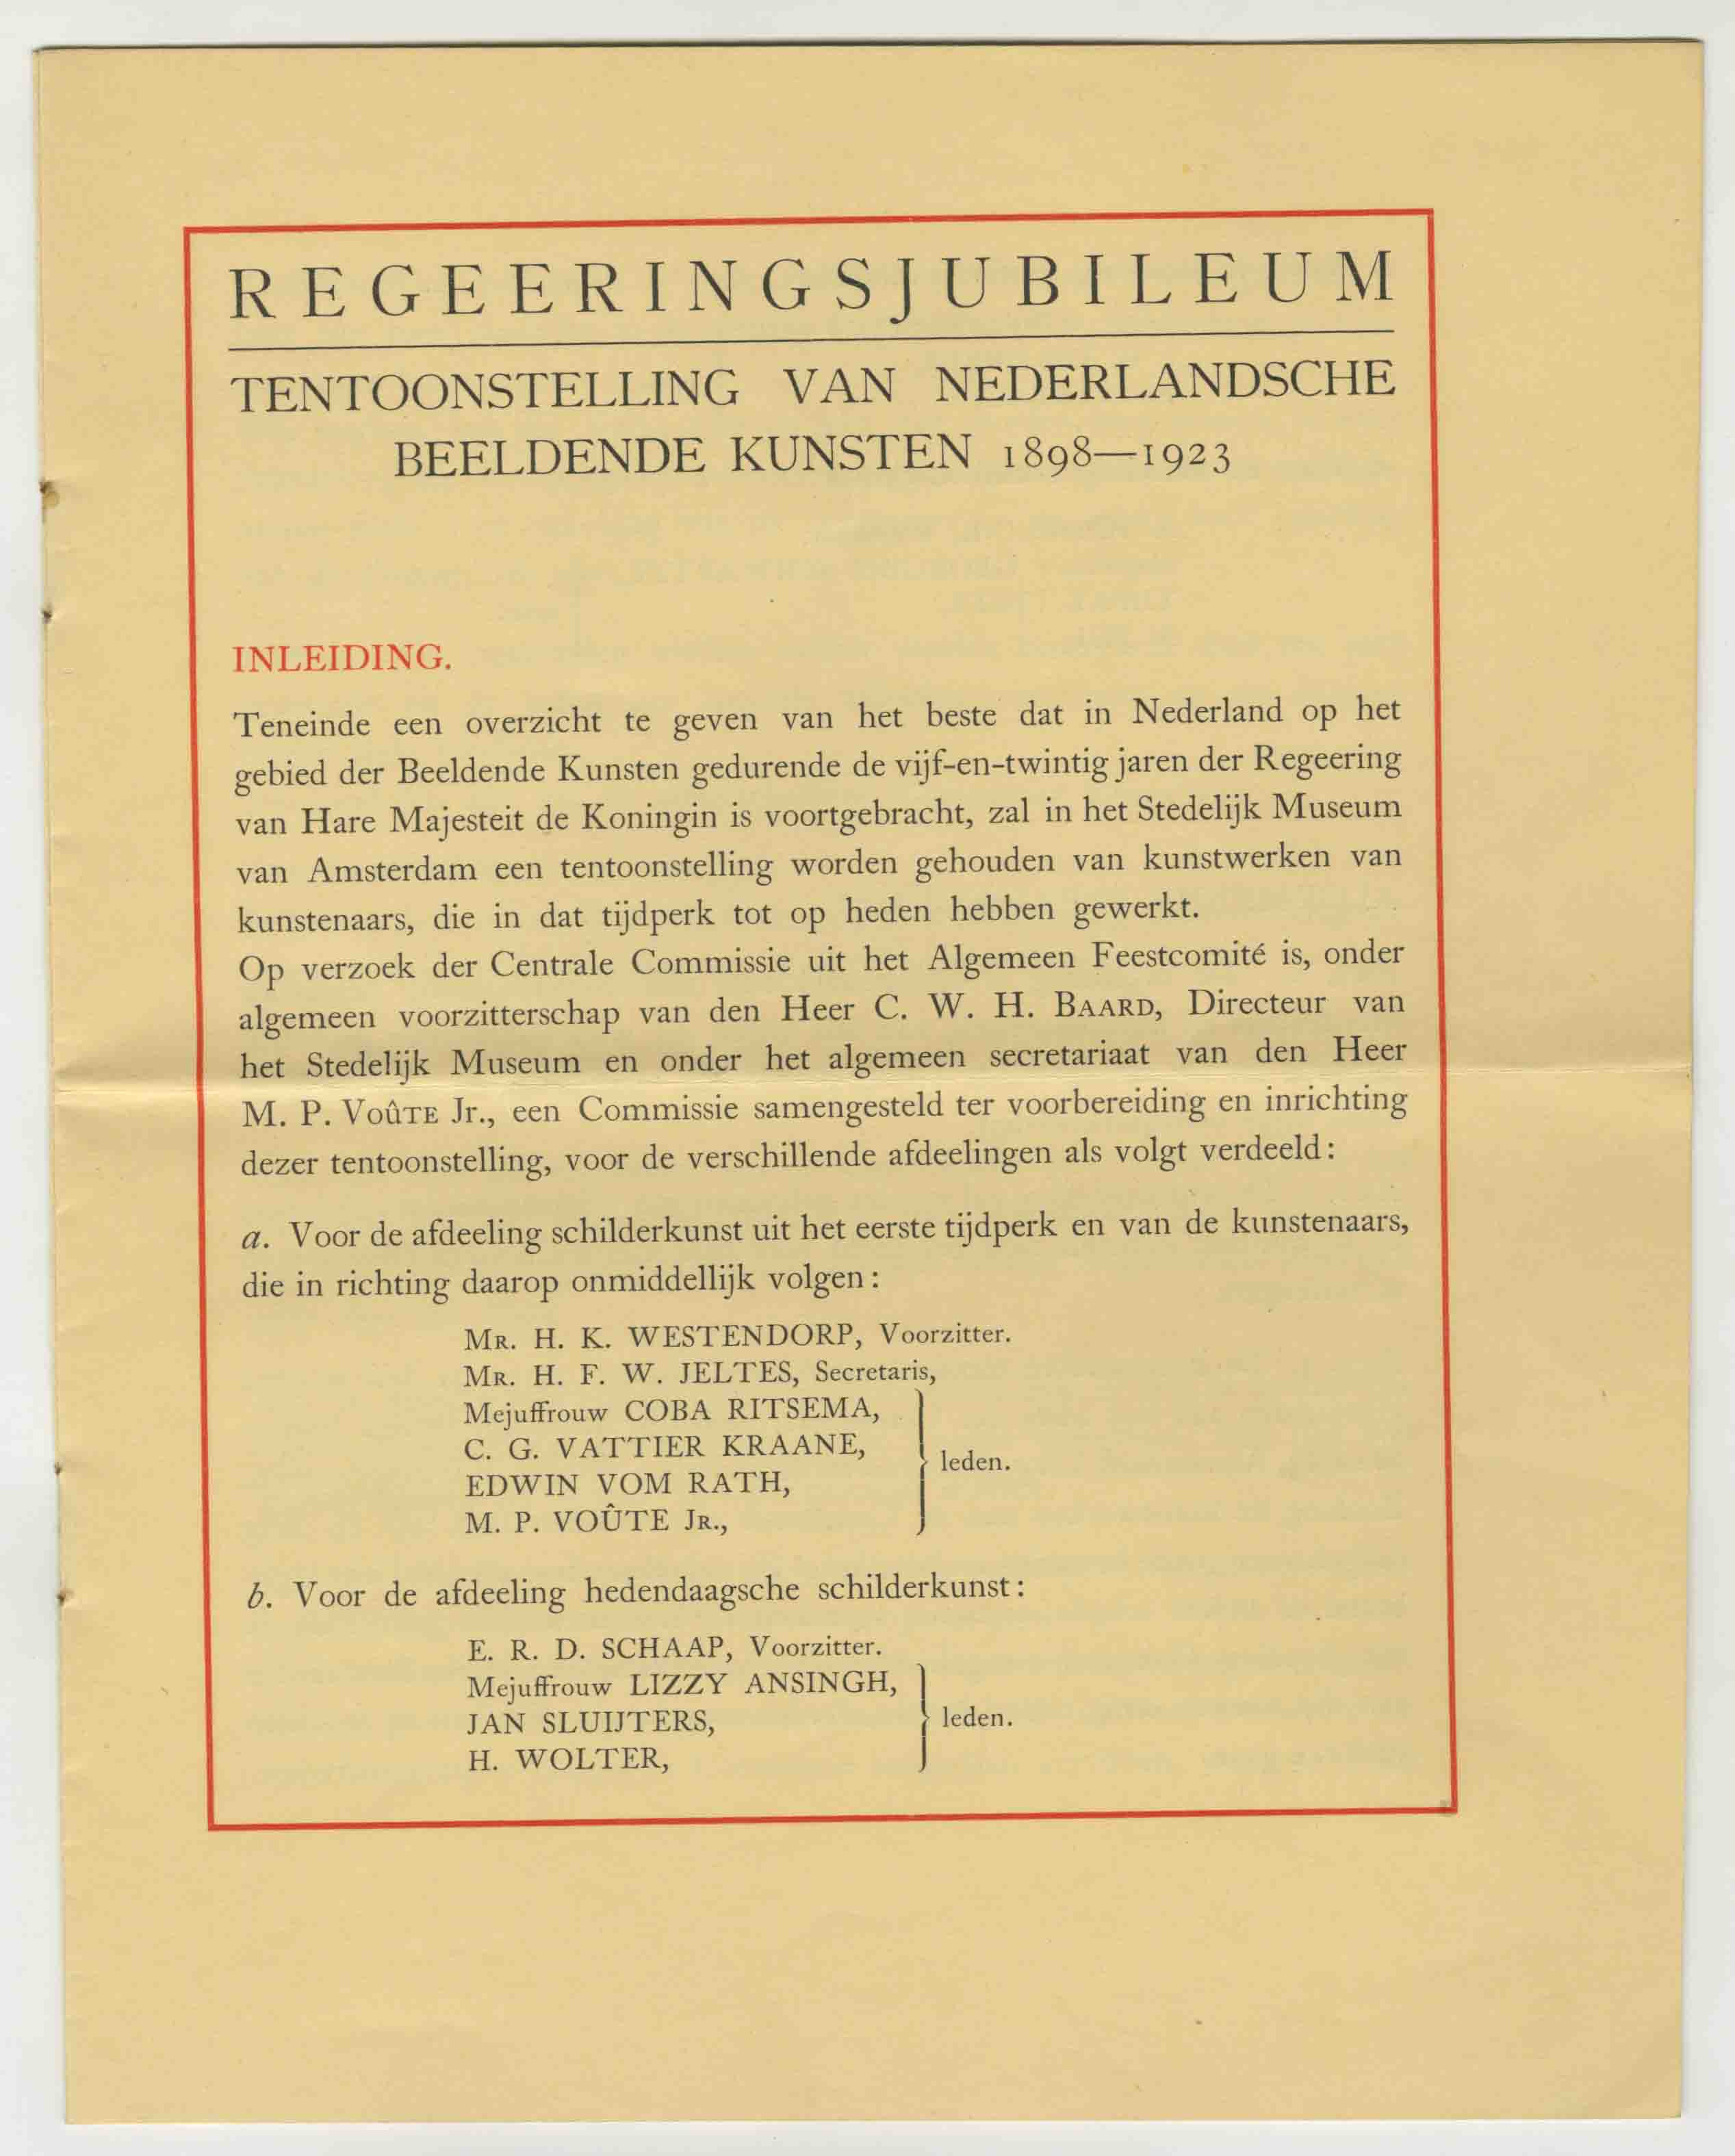 REGEERINGSJUBILEUM
TENTOONSTELLING VAN NEDERLANDSCHE
BEELDENDE KUNSTEN 1898—1923
INLEIDING.
Teneinde een overzicht te geven van het beste dat in Nederland op het
gebied der Beeldende Kunsten gedurende de vijf-en-twintig jaren der Regeering
van Hare Majesteit de Koningin is voortgebracht, zal in het Stedelijk Museum
van Amsterdam een tentoonstelling worden gehouden van kunstwerken van
kunstenaars, die in dat tijdperk tot op heden hebben gewerkt.
Op verzoek der Centrale Commissie uit het Algemeen Feestcomité is, onder
algemeen voorzitterschap van den Heer C. W. H. BAARD, Directeur van
het Stedelijk Museum en onder het algemeen secretariaat van den Heer
M. P. VOÛTE Jr., een Commissie samengesteld ter voorbereiding en inrichting
dezer tentoonstelling, voor de verschillende afdeelingen als volgt verdeeld:
a. Voor de afdeeling schilderkunst uit het eerste tijdperk en van de kunstenaars,
die in richting daarop onmiddellijk volgen:
MR. H. K. WESTENDORP, Voorzitter.
MR. H. F. W. JELTES, Secretaris,
Mejuffrouw COBA RITSEMA,
C. G. VATTIER KRAANE,
EDWIN VOM RATH,
M. P. VOÛTE JR.,
leden.
b. Voor de afdeeling hedendaagsche schilderkunst:
E. R. D. SCHAAP, Voorzitter.
Mejuffrouw LIZZY ANSINGH,
JAN SLUIJTERS,
H. WOLTER,
leden.